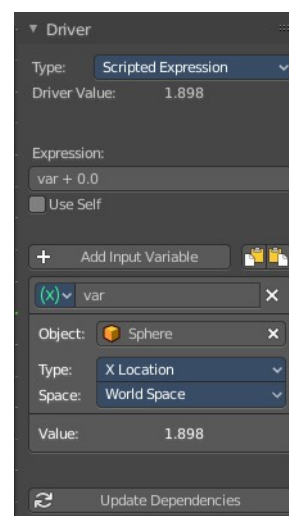 Driver
Type: Scripted Expression
Driver Value: 1.898
Expression:
var + 0.0
Use Self
Add Input Variable
(x) var
Object: Sphere
Type: X Location
Space: World Space
Value: 1.898
Update Dependencies